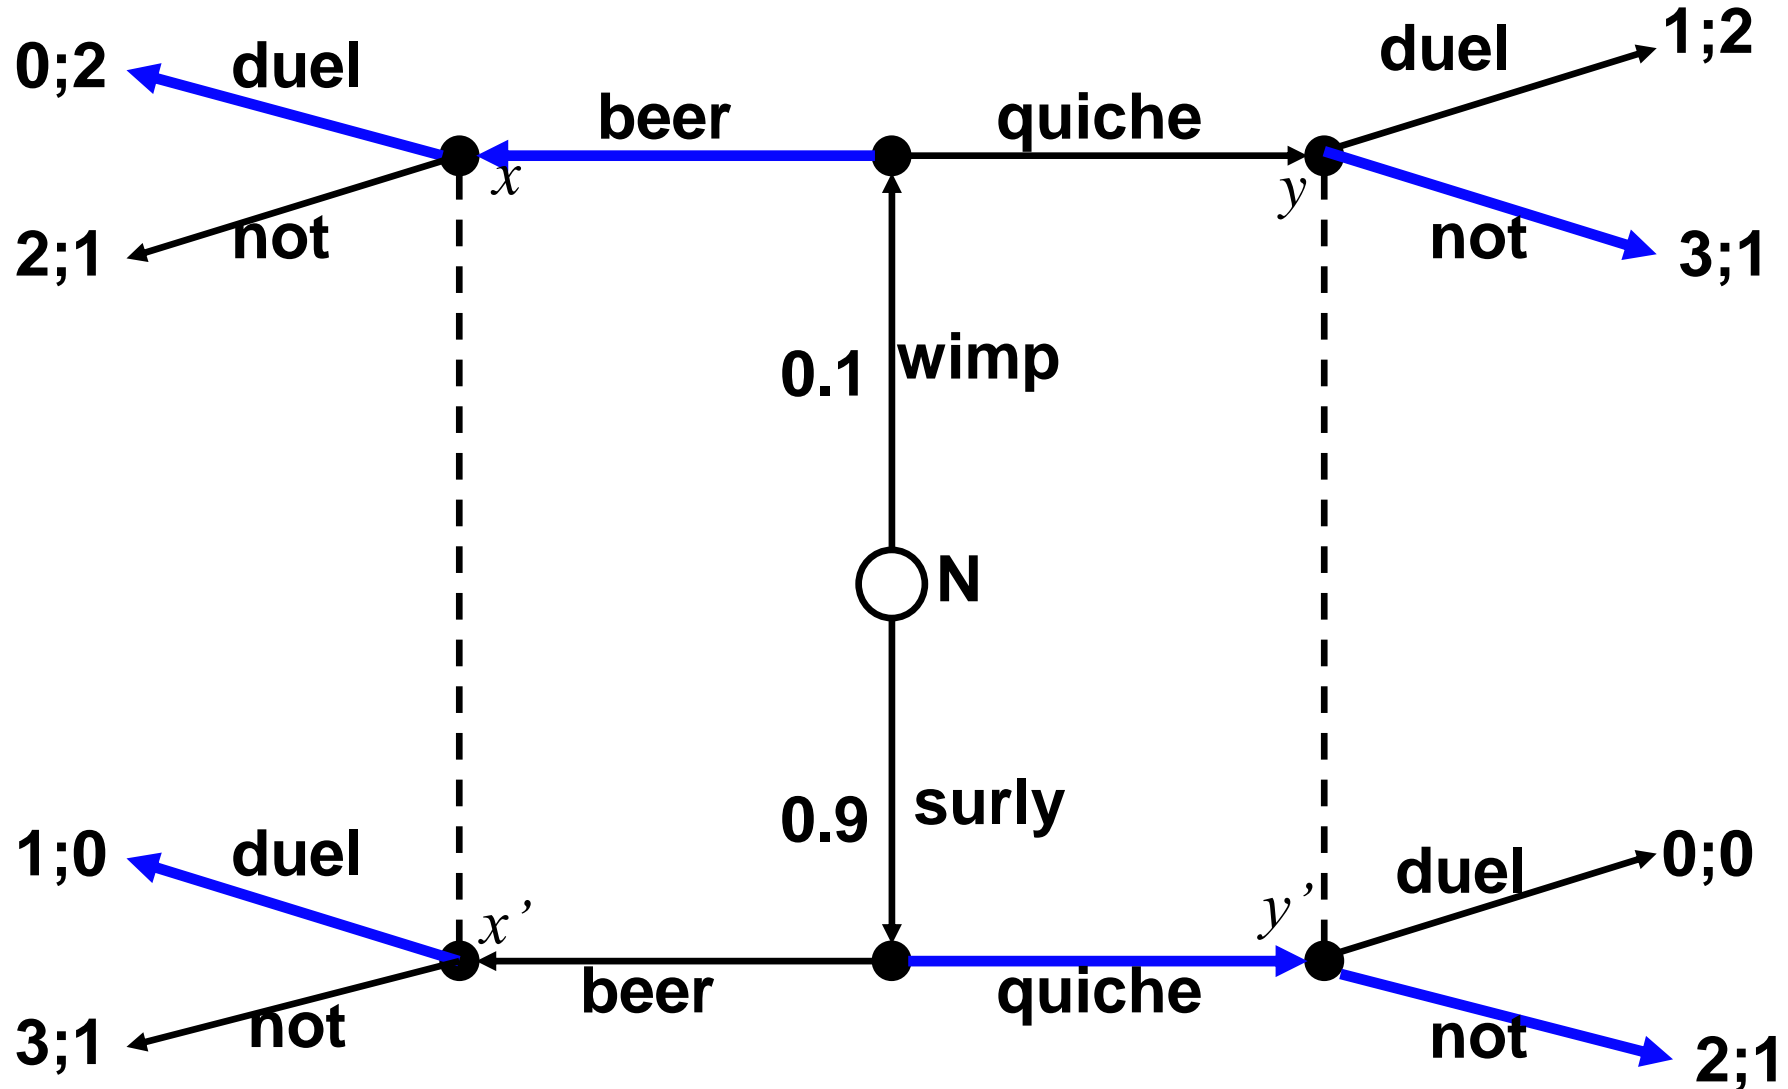 0;2 duel beer quiche duel 1;2
x y
2;1 not not 3;1
0.1 wimp
N
0.9 surly
1;0 duel duel 0;0
x’ y’
beer quiche
3;1 not not 2;1